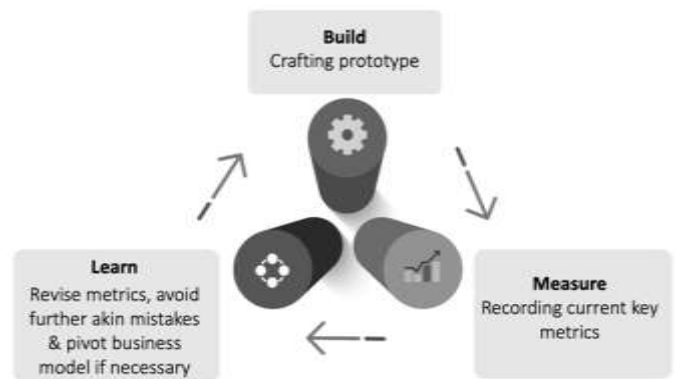 Build
Crafting prototype
Learn
Revise metrics, avoid
further akin mistakes
& pivot business
model if necessary
Measure
Recording current key
metrics